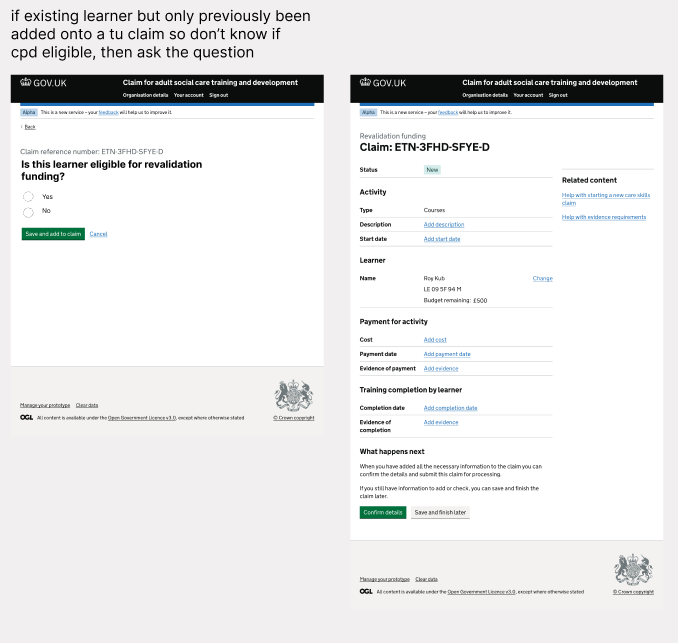 if existing learner but only previously been
added onto a tu claim so don't know if
cpd eligible, then ask the question
GOV.UK
Claim for adult social care training and development
Organisation details Your account Sign out
Alpha This is a new service – your feedback will help us to improve it.
‹ Back
Claim reference number: ETN-3FHD-SFYE-D
Is this learner eligible for revalidation
funding?
Yes
No
Save and add to claim Cancel
Manage your prototype Clear data
OGL All content is available under the Open Government Licence v3.0, except where otherwise stated
© Crown copyright
GOV.UK
Claim for adult social care training and development
Organisation details Your account Sign out
Alpha This is a new service – your feedback will help us to improve it.
Revalidation funding
Claim: ETN-3FHD-SFYE-D
Status New
Activity
Type Courses
Description Add description
Start date Add start date
Learner
Name Roy Kub Change
LE 09 5F 94 M
Budget remaining: £500
Payment for activity
Cost Add cost
Payment date Add payment date
Evidence of payment Add evidence
Training completion by learner
Completion date Add completion date
Evidence of Add evidence
completion
What happens next
When you have added all the necessary information to the claim you can
confirm the details and submit this claim for processing.
If you still have information to add or check, you can save and finish the
claim later.
Confirm details Save and finish later
Related content
Help with starting a new care skills
claim
Help with evidence requirements
Manage your prototype Clear data
OGL All content is available under the Open Government Licence v3.0, except where otherwise stated
© Crown copyright